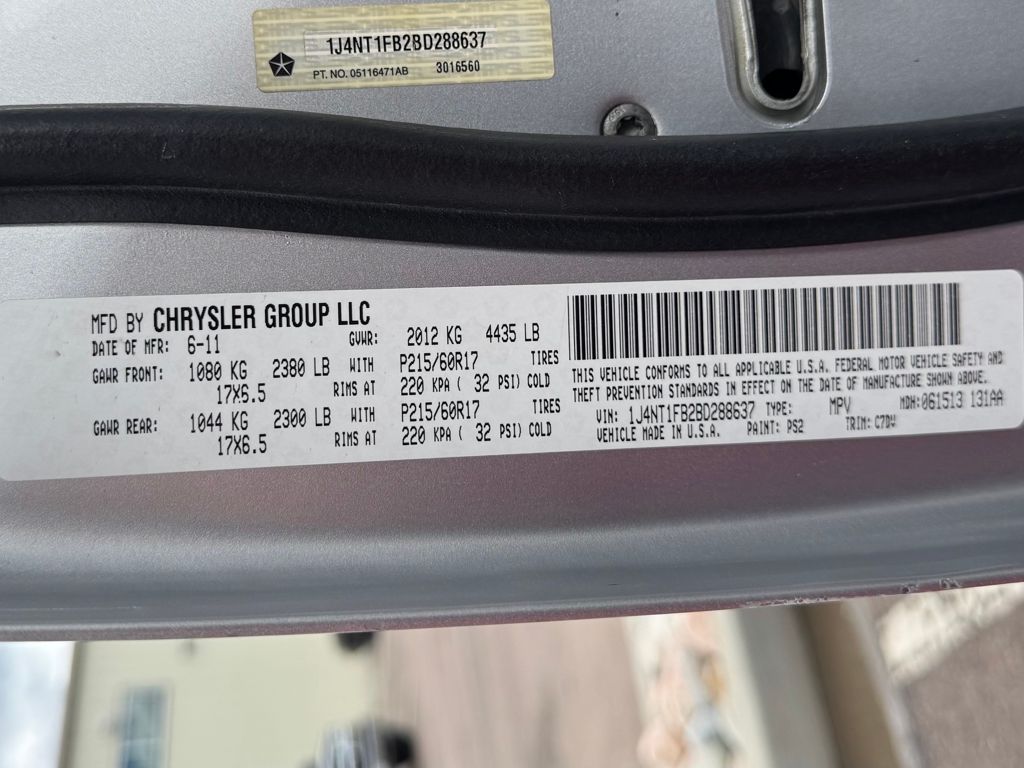 1J4NT1FB2BD288637
PT. NO. 05116471AB 3016560
MFD BY CHRYSLER GROUP LLC
DATE OF MFR: 6-11 GVWR: 2012 KG 4435 LB
GAWR FRONT: 1080 KG 2380 LB WITH P215/60R17 TIRES
17X6.5 RIMS AT 220 KPA ( 32 PSI) COLD
GAWR REAR: 1044 KG 2300 LB WITH P215/60R17 TIRES
17X6.5 RIMS AT 220 KPA ( 32 PSI) COLD
THIS VEHICLE CONFORMS TO ALL APPLICABLE U.S.A. FEDERAL MOTOR VEHICLE SAFETY AND
THEFT PREVENTION STANDARDS IN EFFECT ON THE DATE OF MANUFACTURE SHOWN ABOVE.
VIN: 1J4NT1FB2BD288637 TYPE: MPV MDH: 061513 131AA
VEHICLE MADE IN U.S.A. PAINT: PS2 TRIM: C7DV